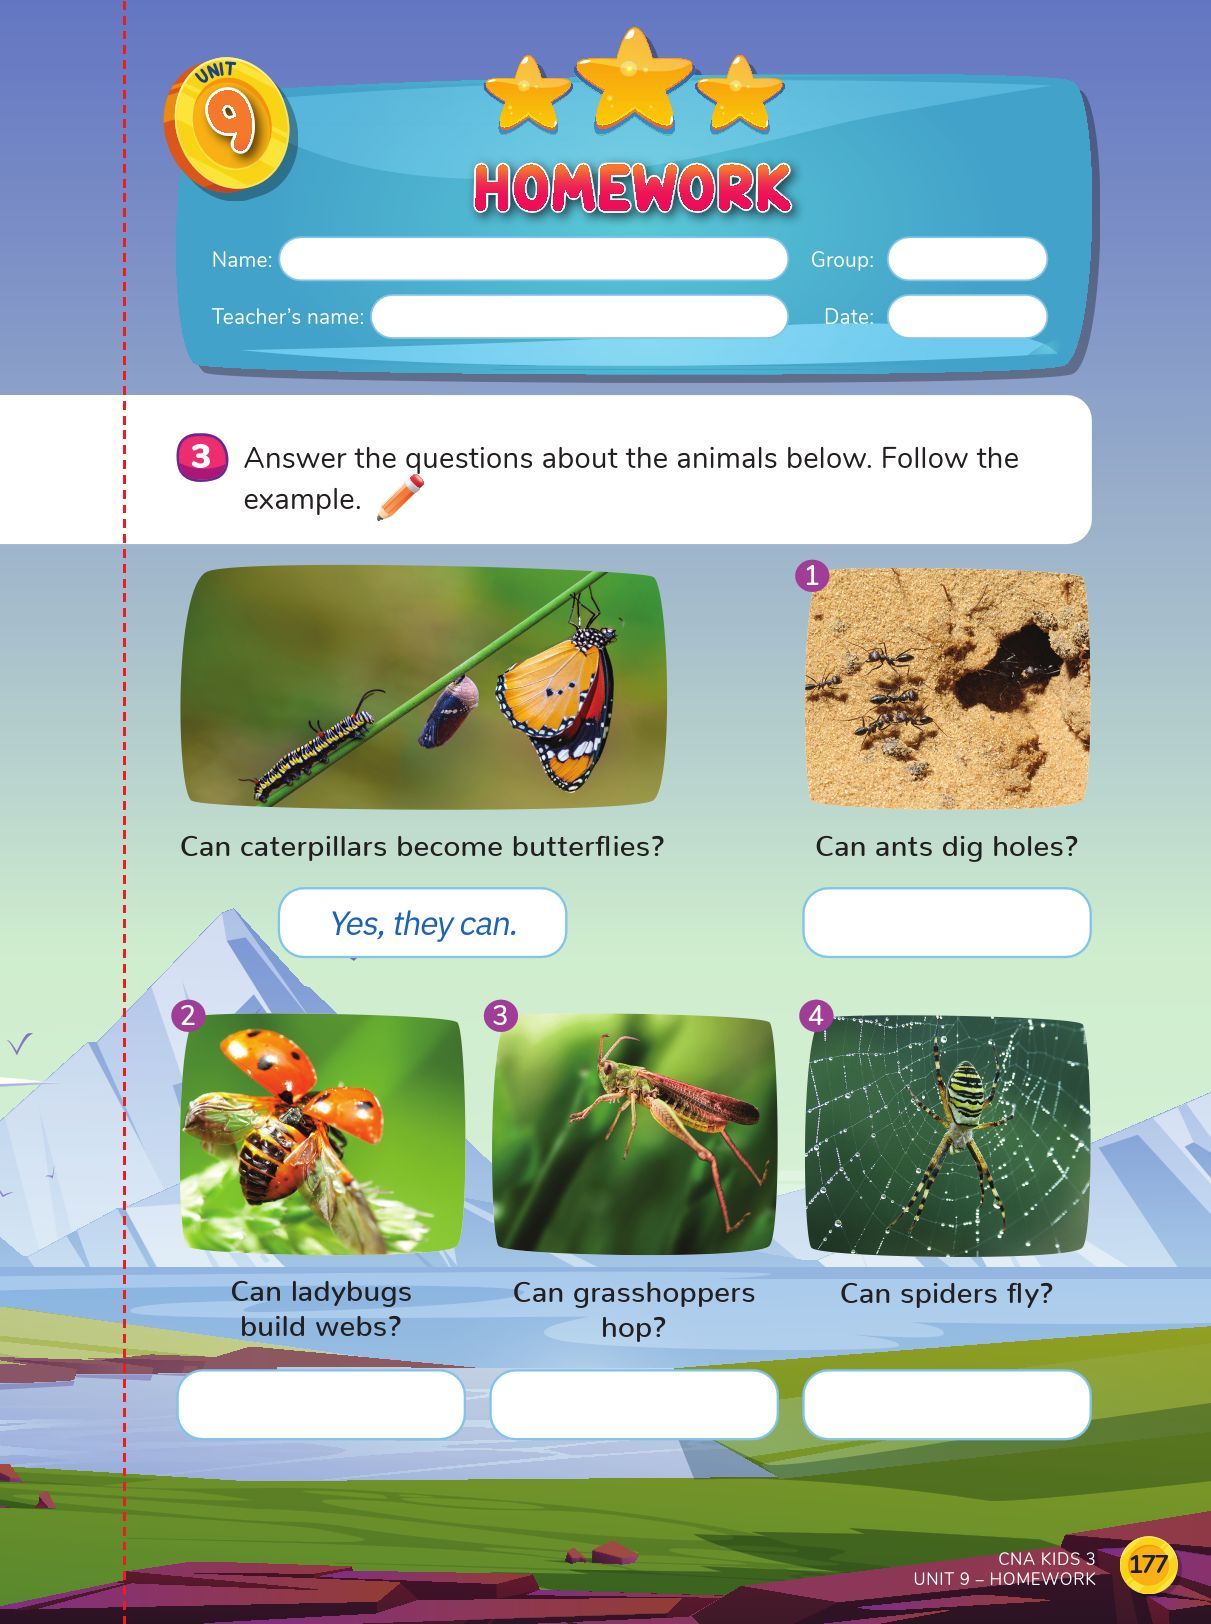 UNIT
9
HOMEWORK
Name:
Group:
Teacher's name:
Date:
3 Answer the questions about the animals below. Follow the
example.
Can caterpillars become butterflies?
Yes, they can.
1
Can ants dig holes?
2
Can ladybugs
build webs?
3
Can grasshoppers
hop?
4
Can spiders fly?
CNA KIDS 3
UNIT 9 – HOMEWORK
177